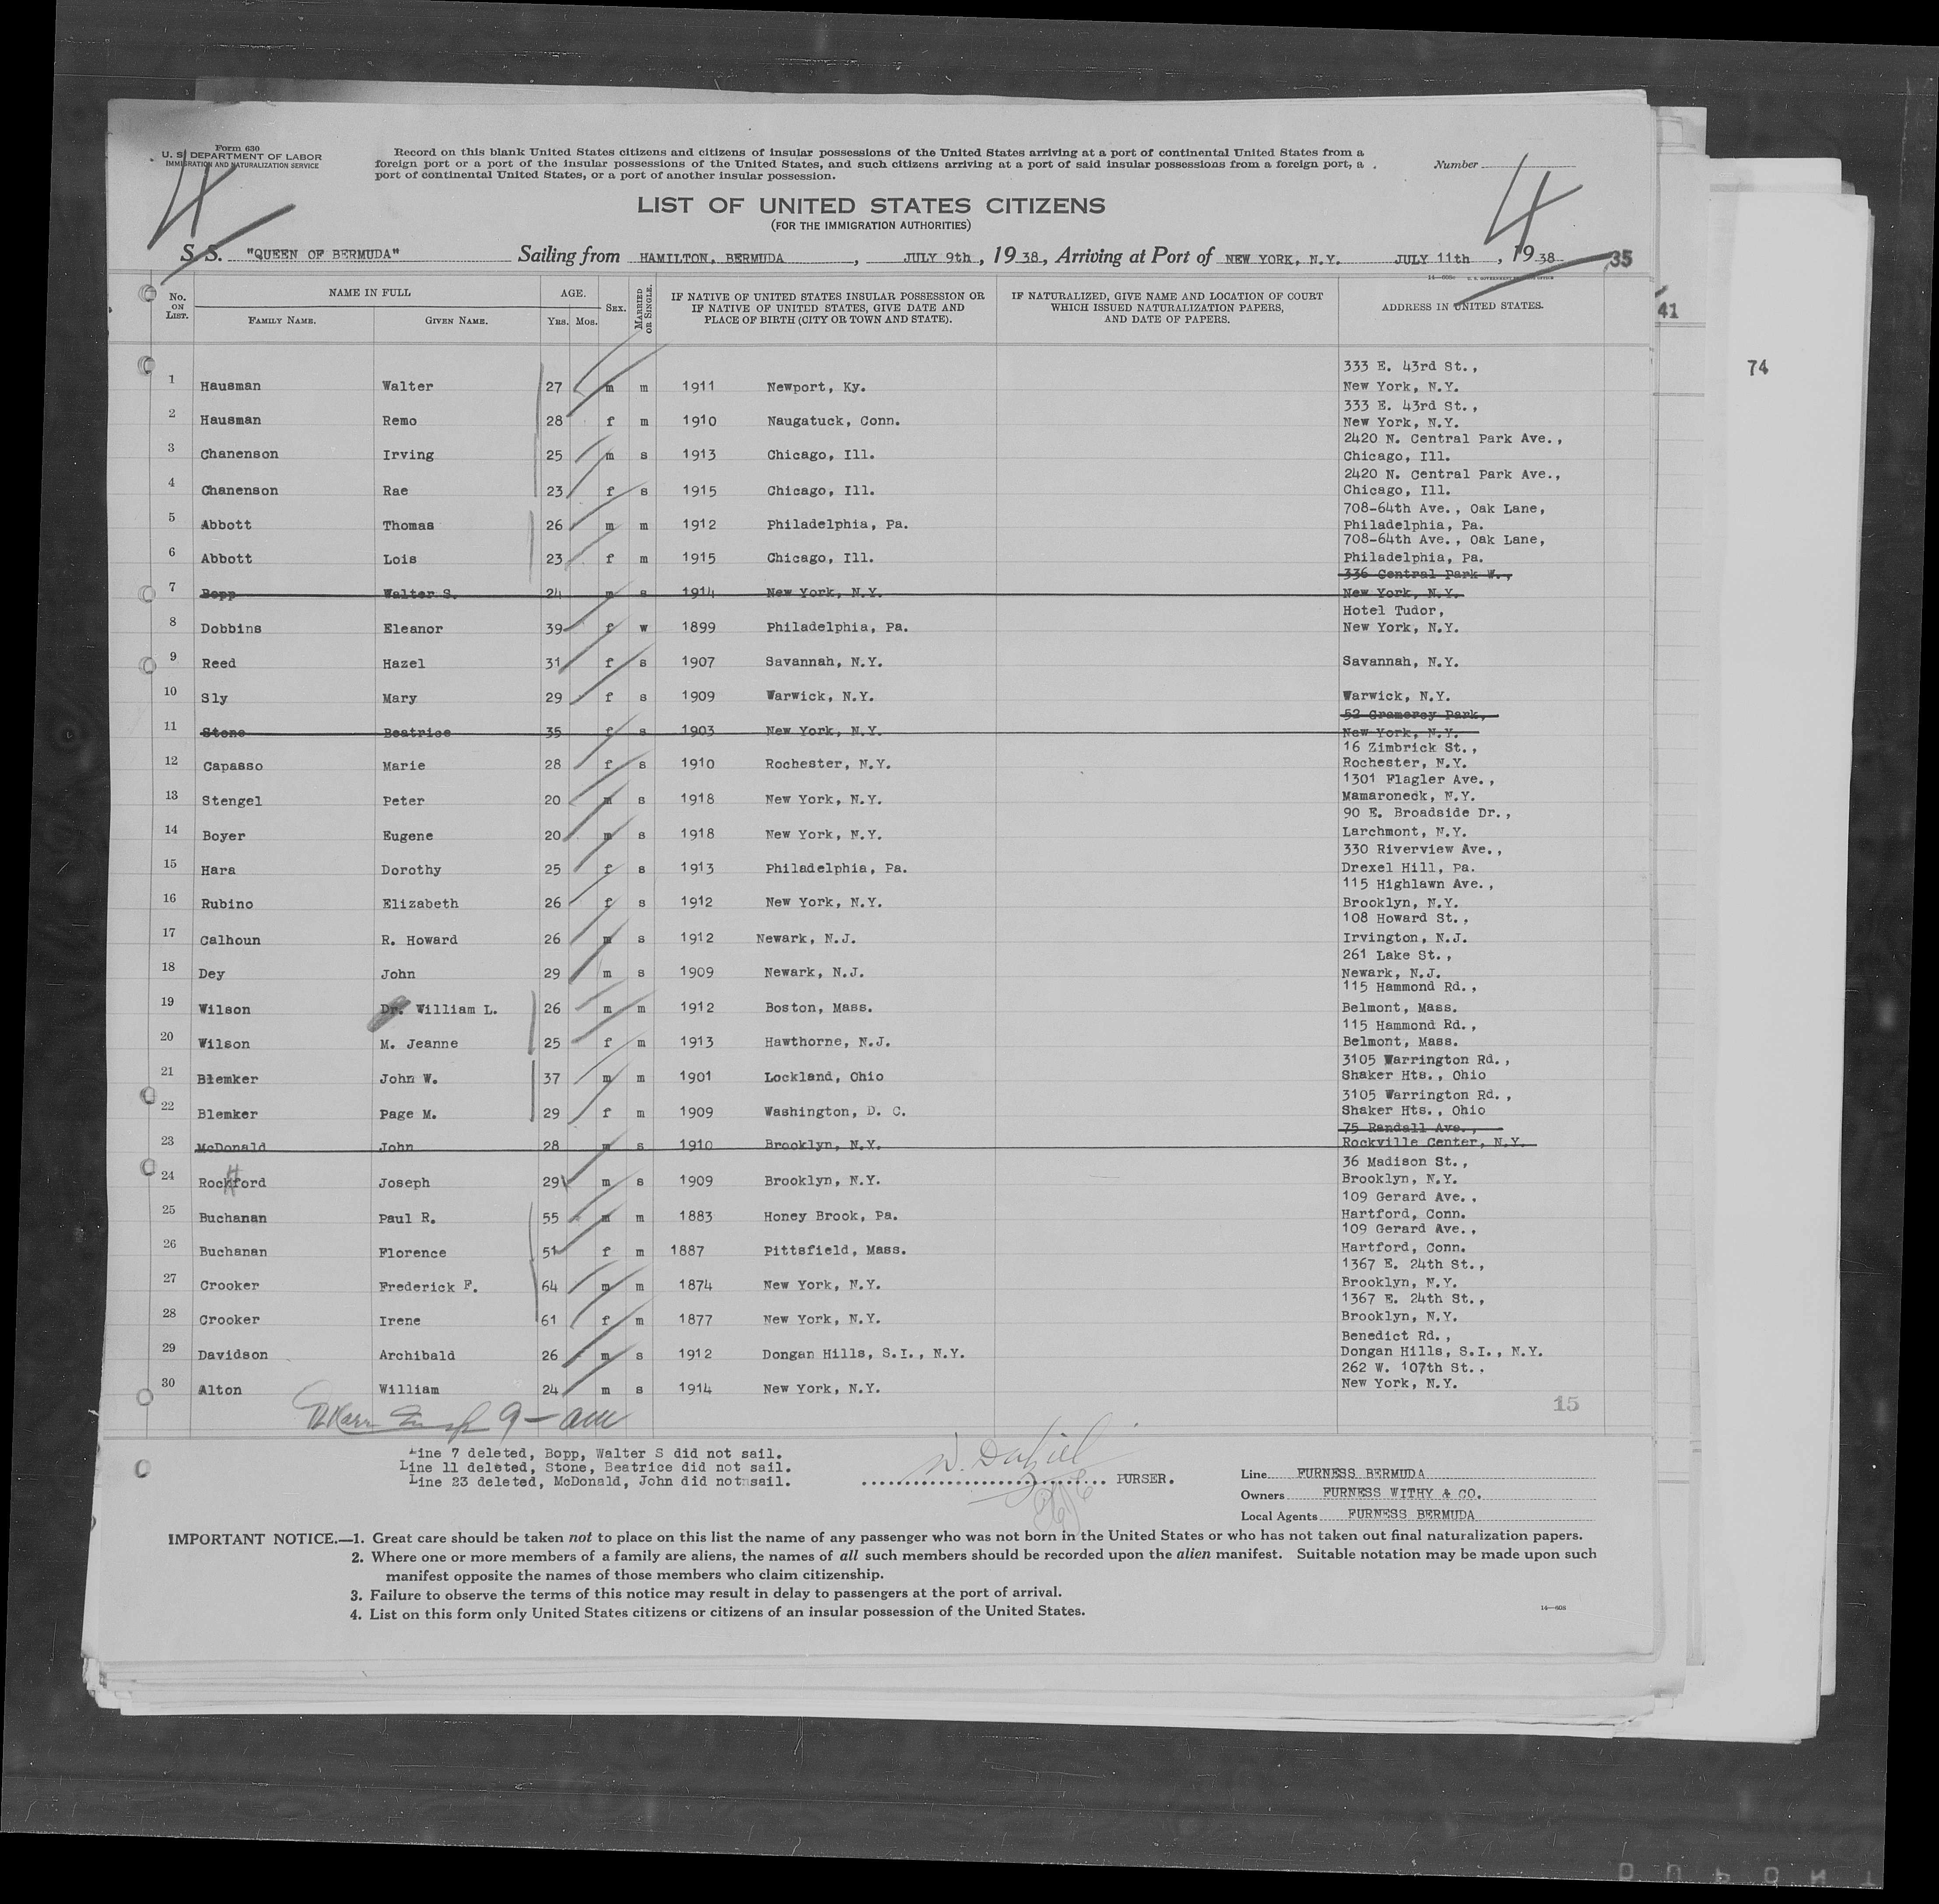 Form 630
U. S. DEPARTMENT OF LABOR
IMMIGRATION AND NATURALIZATION SERVICE
Record on this blank United States citizens and citizens of insular possessions of the United States arriving at a port of continental United States from a
foreign port or a port of the insular possessions of the United States, and such citizens arriving at a port of said insular possessions from a foreign port, a
port of continental United States, or a port of another insular possession.
Number
4
4
LIST OF UNITED STATES CITIZENS
(FOR THE IMMIGRATION AUTHORITIES)
S. S. "QUEEN OF BERMUDA" Sailing from HAMILTON, BERMUDA, JULY 9th, 1938, Arriving at Port of NEW YORK, N.Y. JULY 11th, 1938 35
41
74
No. ON LIST. NAME IN FULL FAMILY NAME. GIVEN NAME. AGE. YRS. MOS. SEX. MARRIED OR SINGLE. IF NATIVE OF UNITED STATES INSULAR POSSESSION OR IF NATIVE OF UNITED STATES, GIVE DATE AND PLACE OF BIRTH (CITY OR TOWN AND STATE). IF NATURALIZED, GIVE NAME AND LOCATION OF COURT WHICH ISSUED NATURALIZATION PAPERS, AND DATE OF PAPERS. ADDRESS IN UNITED STATES.
333 E. 43rd St.,
1 Hausman Walter 27 m m 1911 Newport, Ky. New York, N.Y.
333 E. 43rd St.,
2 Hausman Remo 28 f m 1910 Naugatuck, Conn. New York, N.Y.
2420 N. Central Park Ave.,
3 Chanenson Irving 25 m s 1913 Chicago, Ill. Chicago, Ill.
2420 N. Central Park Ave.,
4 Chanenson Rae 23 f s 1915 Chicago, Ill. Chicago, Ill.
708-64th Ave., Oak Lane,
5 Abbott Thomas 26 m m 1912 Philadelphia, Pa. Philadelphia, Pa.
708-64th Ave., Oak Lane,
6 Abbott Lois 23 f m 1915 Chicago, Ill. Philadelphia, Pa.
336 Central Park W.,
7 Bopp Walter S. 24 m s 1914 New York, N.Y. New York, N.Y.
Hotel Tudor,
8 Dobbins Eleanor 39 f w 1899 Philadelphia, Pa. New York, N.Y.
9 Reed Hazel 31 f s 1907 Savannah, N.Y. Savannah, N.Y.
10 Sly Mary 29 f s 1909 Warwick, N.Y. Warwick, N.Y.
52 Gramercy Park,
11 Stone Beatrice 35 f s 1903 New York, N.Y. New York, N.Y.
16 Zimbrick St.,
12 Capasso Marie 28 f s 1910 Rochester, N.Y. Rochester, N.Y.
1301 Flagler Ave.,
13 Stengel Peter 20 m s 1918 New York, N.Y. Mamaroneck, N.Y.
90 E. Broadside Dr.,
14 Boyer Eugene 20 m s 1918 New York, N.Y. Larchmont, N.Y.
330 Riverview Ave.,
15 Hara Dorothy 25 f s 1913 Philadelphia, Pa. Drexel Hill, Pa.
115 Highlawn Ave.,
16 Rubino Elizabeth 26 f s 1912 New York, N.Y. Brooklyn, N.Y.
108 Howard St.,
17 Calhoun R. Howard 26 m s 1912 Newark, N.J. Irvington, N.J.
261 Lake St.,
18 Dey John 29 m s 1909 Newark, N.J. Newark, N.J.
115 Hammond Rd.,
19 Wilson Dr. William L. 26 m m 1912 Boston, Mass. Belmont, Mass.
115 Hammond Rd.,
20 Wilson M. Jeanne 25 f m 1913 Hawthorne, N.J. Belmont, Mass.
3105 Warrington Rd.,
21 Blemker John W. 37 m m 1901 Lockland, Ohio Shaker Hts., Ohio
3105 Warrington Rd.,
22 Blemker Page M. 29 f m 1909 Washington, D. C. Shaker Hts., Ohio
75 Randall Ave.,
23 McDonald John 28 m s 1910 Brooklyn, N.Y. Rockville Center, N.Y.
36 Madison St.,
24 Rockford Joseph 29 m s 1909 Brooklyn, N.Y. Brooklyn, N.Y.
109 Gerard Ave.,
25 Buchanan Paul R. 55 m m 1883 Honey Brook, Pa. Hartford, Conn.
109 Gerard Ave.,
26 Buchanan Florence 51 f m 1887 Pittsfield, Mass. Hartford, Conn.
1367 E. 24th St.,
27 Crooker Frederick F. 64 m m 1874 New York, N.Y. Brooklyn, N.Y.
1367 E. 24th St.,
28 Crooker Irene 61 f m 1877 New York, N.Y. Brooklyn, N.Y.
Benedict Rd.,
29 Davidson Archibald 26 m s 1912 Dongan Hills, S.I., N.Y. Dongan Hills, S.I., N.Y.
262 W. 107th St.,
30 Alton William 24 m s 1914 New York, N.Y. New York, N.Y.
15
9 - am
Line 7 deleted, Bopp, Walter S did not sail.
Line 11 deleted, Stone, Beatrice did not sail.
Line 23 deleted, McDonald, John did not sail.
PURSER.
Line FURNESS BERMUDA
Owners FURNESS WITHY & CO.
Local Agents FURNESS BERMUDA
IMPORTANT NOTICE.—1. Great care should be taken not to place on this list the name of any passenger who was not born in the United States or who has not taken out final naturalization papers.
2. Where one or more members of a family are aliens, the names of all such members should be recorded upon the alien manifest. Suitable notation may be made upon such
manifest opposite the names of those members who claim citizenship.
3. Failure to observe the terms of this notice may result in delay to passengers at the port of arrival.
4. List on this form only United States citizens or citizens of an insular possession of the United States.
14—608
DUPONT